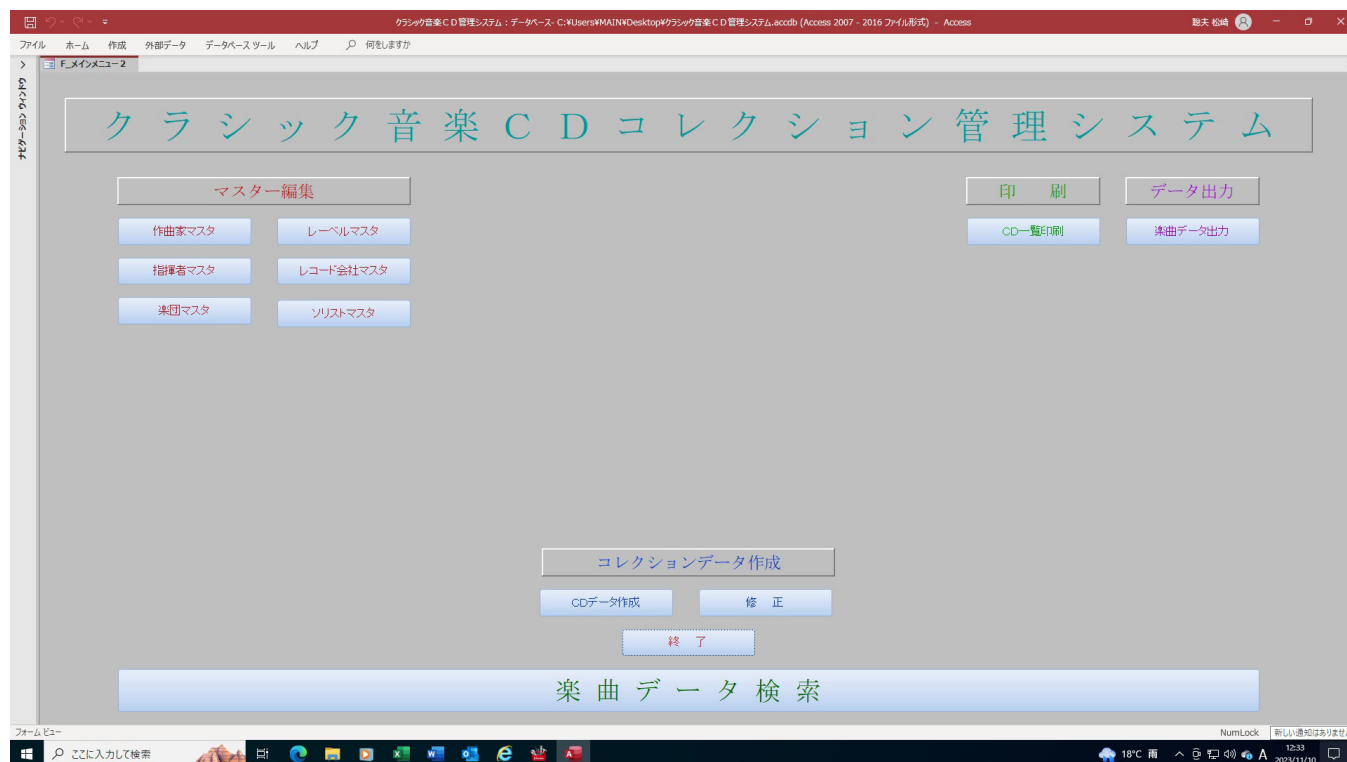 クラシック音楽ＣＤ管理システム : データベース- C:¥Users¥MAIN¥Desktop¥クラシック音楽ＣＤ管理システム.accdb (Access 2007 - 2016 ファイル形式) - Access
聡夫 松崎
ファイル ホーム 作成 外部データ データベース ツール ヘルプ 何をしますか
F_メインメニュー2
ナビゲーション ウィンドウ
クラシック音楽ＣＤコレクション管理システム
マスター編集
印　刷
データ出力
作曲家マスタ
レーベルマスタ
CD一覧印刷
楽曲データ出力
指揮者マスタ
レコード会社マスタ
楽団マスタ
ソリストマスタ
コレクションデータ作成
CDデータ作成
修　正
終　了
楽曲データ検索
フォーム ビュー
NumLock
新しい通知はありませ
ここに入力して検索
18°C 雨
A
12:33
2023/11/10